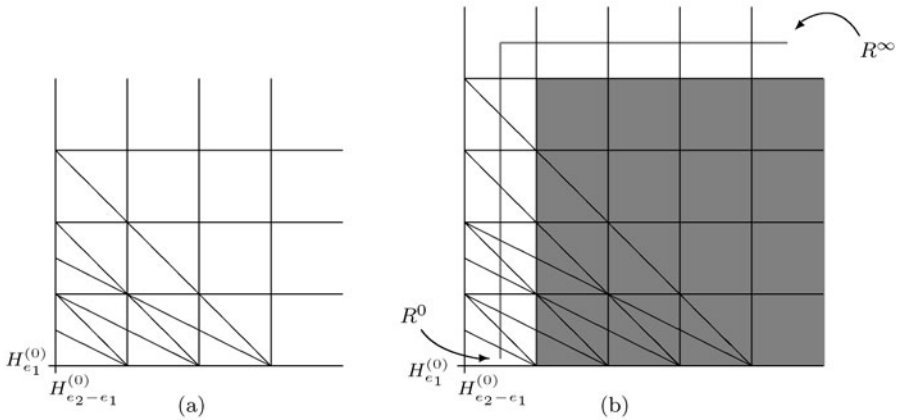 R^∞
R^0
H_{e_1}^{(0)}
H_{e_2-e_1}^{(0)}
(a)
H_{e_1}^{(0)}
H_{e_2-e_1}^{(0)}
(b)